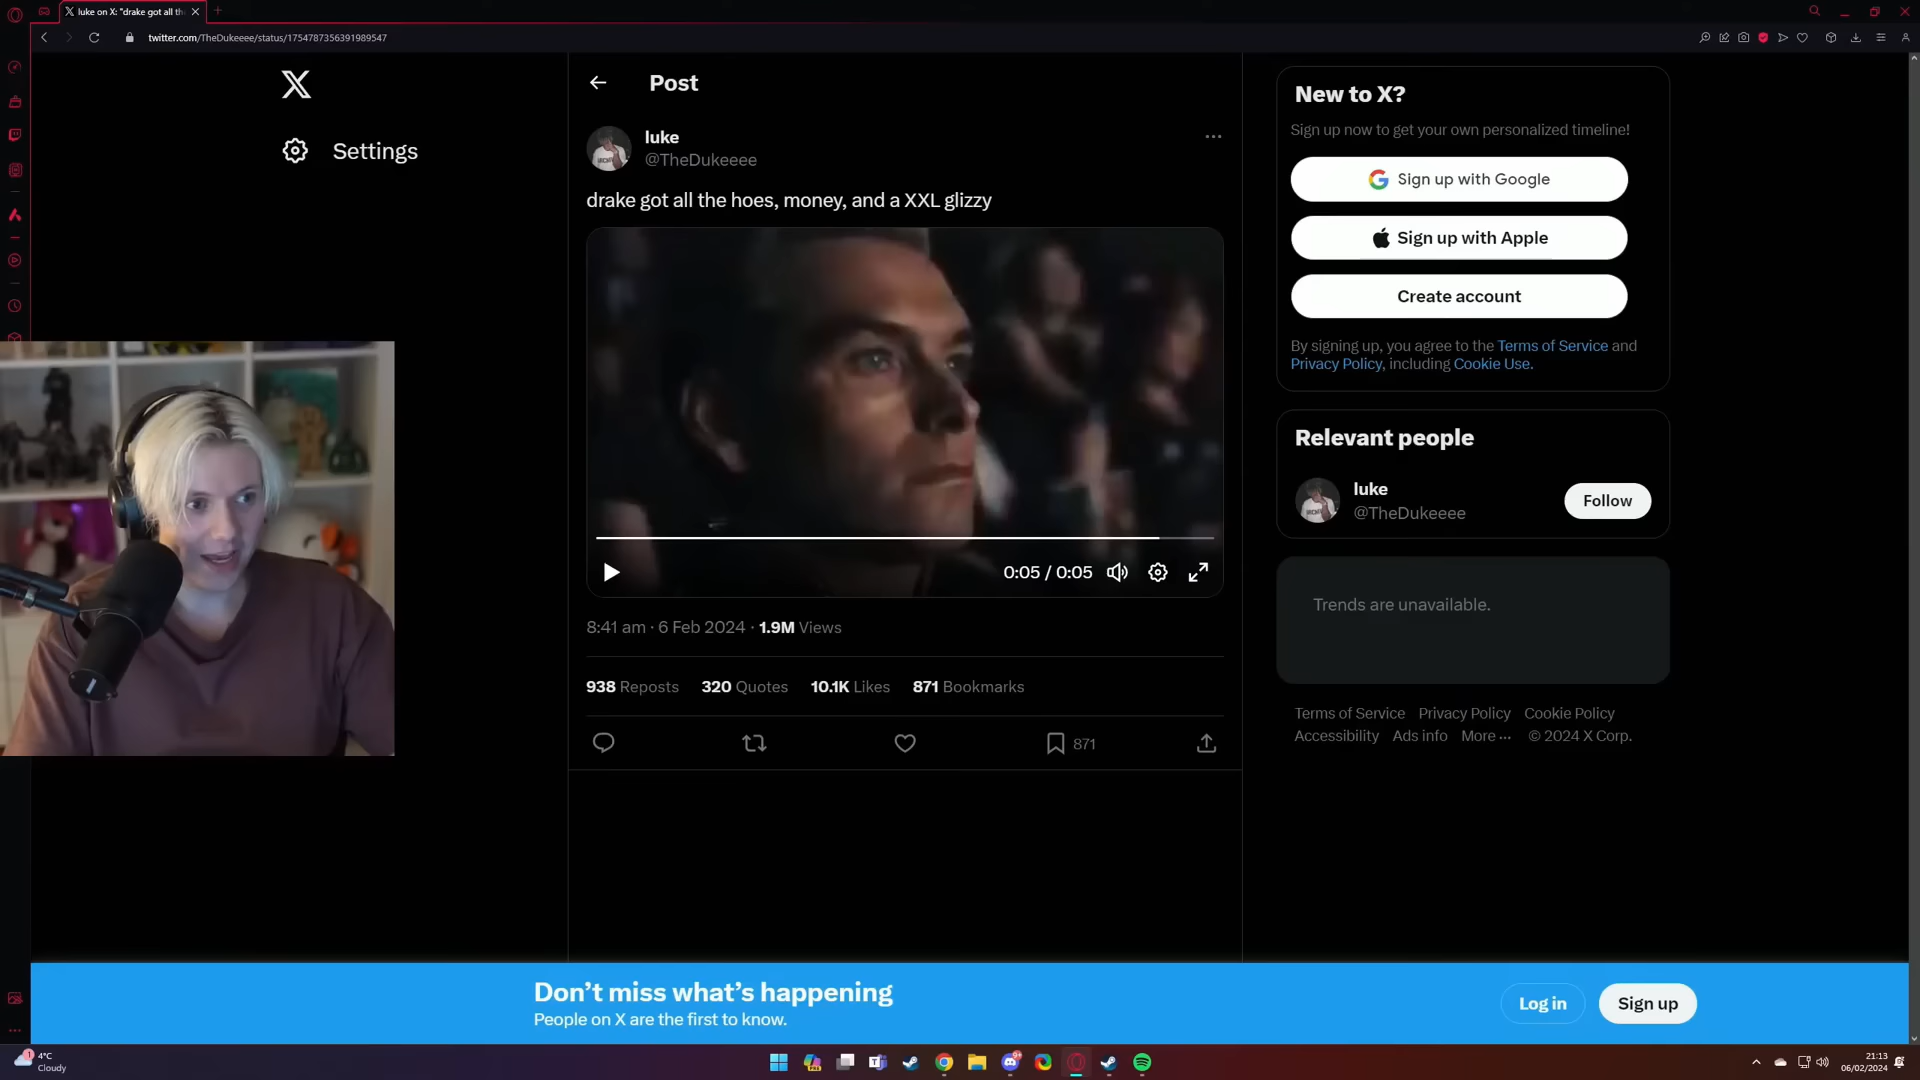 luke on X: "drake got all th
twitter.com/TheDukeeee/status/1754787356391989547
Settings
Post
luke
@TheDukeeee
drake got all the hoes, money, and a XXL glizzy
0:05 / 0:05
8:41 am · 6 Feb 2024 · 1.9M Views
938 Reposts 320 Quotes 10.1K Likes 871 Bookmarks
871
New to X?
Sign up now to get your own personalized timeline!
Sign up with Google
Sign up with Apple
Create account
By signing up, you agree to the Terms of Service and
Privacy Policy, including Cookie Use.
Relevant people
luke
@TheDukeeee
Follow
Trends are unavailable.
Terms of Service Privacy Policy Cookie Policy
Accessibility Ads info More ··· © 2024 X Corp.
Don't miss what's happening
People on X are the first to know.
Log in
Sign up
1
4°C
Cloudy
21:13
06/02/2024